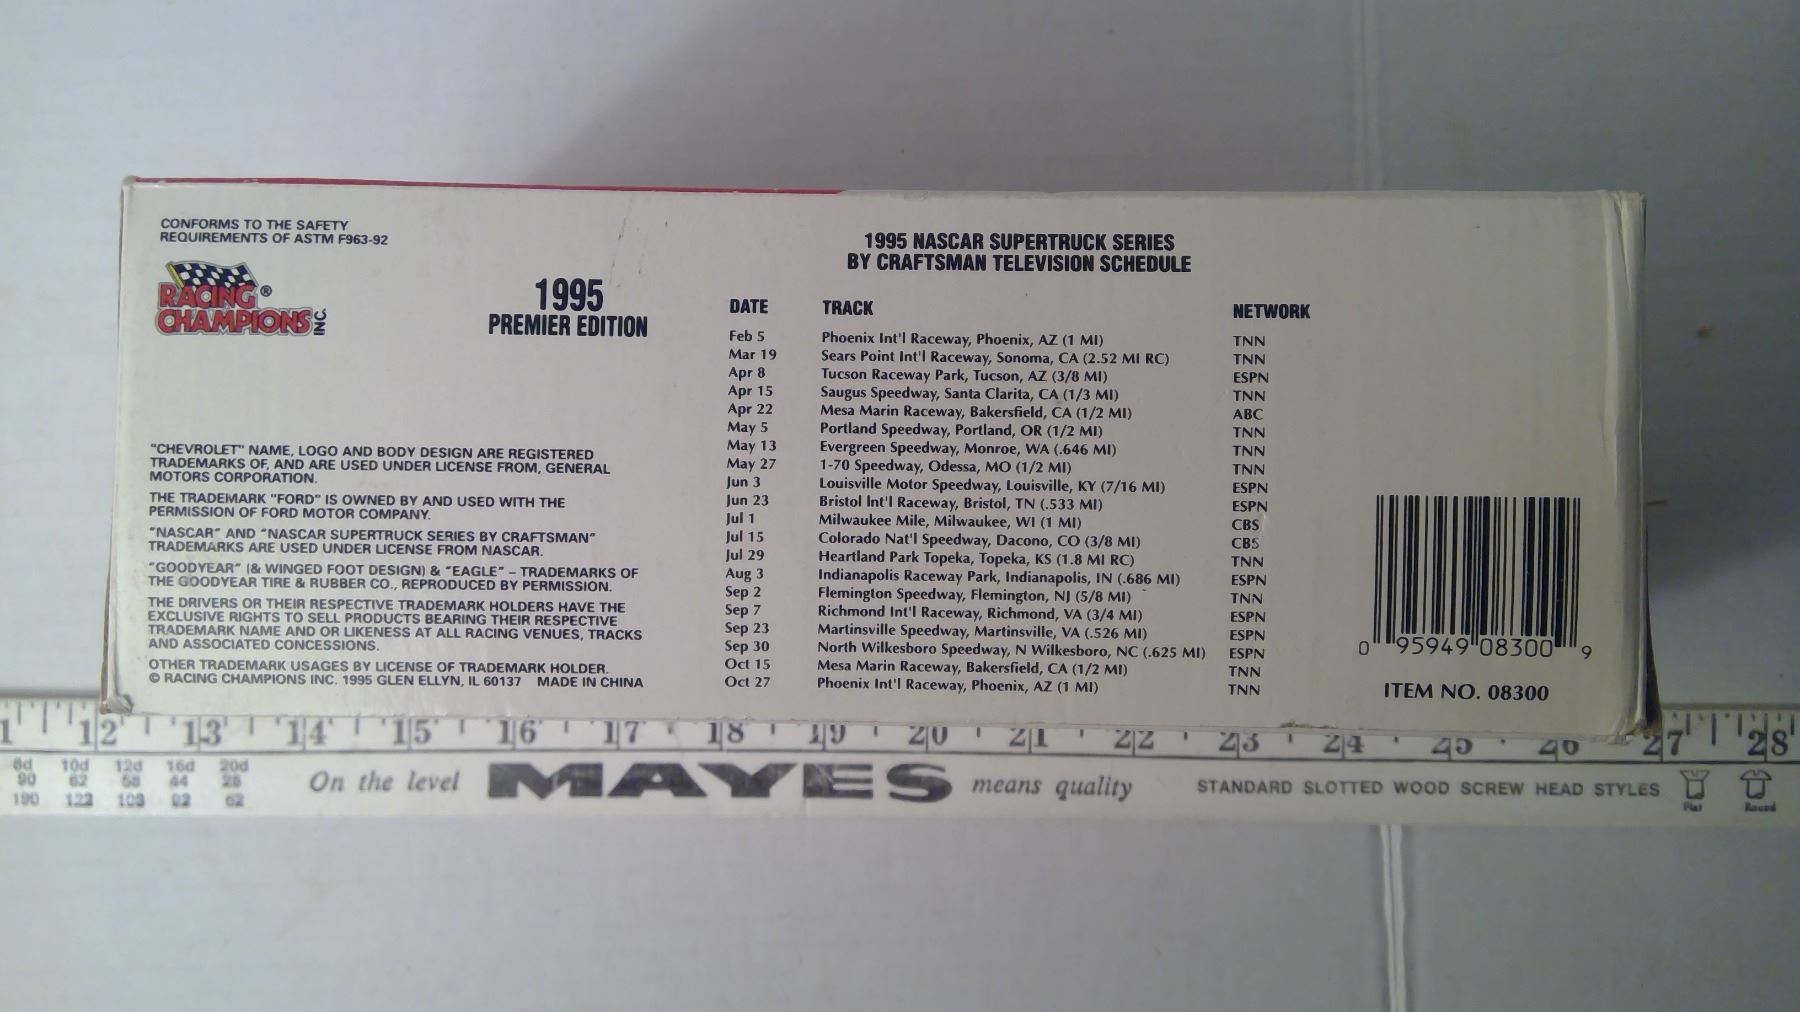 CONFORMS TO THE SAFETY
REQUIREMENTS OF ASTM F963-92
RACING ®
CHAMPIONS INC.
1995
PREMIER EDITION
"CHEVROLET" NAME, LOGO AND BODY DESIGN ARE REGISTERED
TRADEMARKS OF, AND ARE USED UNDER LICENSE FROM, GENERAL
MOTORS CORPORATION.
THE TRADEMARK "FORD" IS OWNED BY AND USED WITH THE
PERMISSION OF FORD MOTOR COMPANY.
"NASCAR" AND "NASCAR SUPERTRUCK SERIES BY CRAFTSMAN"
TRADEMARKS ARE USED UNDER LICENSE FROM NASCAR.
"GOODYEAR" (& WINGED FOOT DESIGN) & "EAGLE" – TRADEMARKS OF
THE GOODYEAR TIRE & RUBBER CO., REPRODUCED BY PERMISSION.
THE DRIVERS OR THEIR RESPECTIVE TRADEMARK HOLDERS HAVE THE
EXCLUSIVE RIGHTS TO SELL PRODUCTS BEARING THEIR RESPECTIVE
TRADEMARK NAME AND OR LIKENESS AT ALL RACING VENUES, TRACKS
AND ASSOCIATED CONCESSIONS.
OTHER TRADEMARK USAGES BY LICENSE OF TRADEMARK HOLDER.
© RACING CHAMPIONS INC. 1995 GLEN ELLYN, IL 60137 MADE IN CHINA
1995 NASCAR SUPERTRUCK SERIES
BY CRAFTSMAN TELEVISION SCHEDULE
DATE TRACK NETWORK
Feb 5 Phoenix Int'l Raceway, Phoenix, AZ (1 MI) TNN
Mar 19 Sears Point Int'l Raceway, Sonoma, CA (2.52 MI RC) TNN
Apr 8 Tucson Raceway Park, Tucson, AZ (3/8 MI) ESPN
Apr 15 Saugus Speedway, Santa Clarita, CA (1/3 MI) TNN
Apr 22 Mesa Marin Raceway, Bakersfield, CA (1/2 MI) ABC
May 5 Portland Speedway, Portland, OR (1/2 MI) TNN
May 13 Evergreen Speedway, Monroe, WA (.646 MI) TNN
May 27 1-70 Speedway, Odessa, MO (1/2 MI) TNN
Jun 3 Louisville Motor Speedway, Louisville, KY (7/16 MI) ESPN
Jun 23 Bristol Int'l Raceway, Bristol, TN (.533 MI) ESPN
Jul 1 Milwaukee Mile, Milwaukee, WI (1 MI) CBS
Jul 15 Colorado Nat'l Speedway, Dacono, CO (3/8 MI) CBS
Jul 29 Heartland Park Topeka, Topeka, KS (1.8 MI RC) TNN
Aug 3 Indianapolis Raceway Park, Indianapolis, IN (.686 MI) ESPN
Sep 2 Flemington Speedway, Flemington, NJ (5/8 MI) TNN
Sep 7 Richmond Int'l Raceway, Richmond, VA (3/4 MI) ESPN
Sep 23 Martinsville Speedway, Martinsville, VA (.526 MI) ESPN
Sep 30 North Wilkesboro Speedway, N Wilkesboro, NC (.625 MI) ESPN
Oct 15 Mesa Marin Raceway, Bakersfield, CA (1/2 MI) TNN
Oct 27 Phoenix Int'l Raceway, Phoenix, AZ (1 MI) TNN
0 95949 08300 9
ITEM NO. 08300
1 12 13 14 15 16 17 18 19 20 21 22 23 24 25 26 27 28
8d 10d 12d 16d 20d
90 62 58 44 28
190 122 103 92 62
On the level MAYES means quality STANDARD SLOTTED WOOD SCREW HEAD STYLES
Flat Round